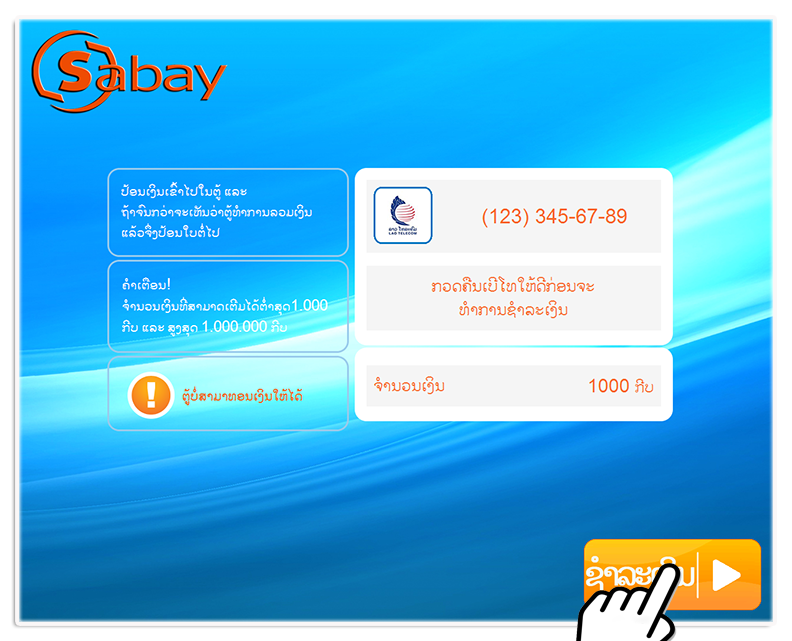 Sabay
ປ້ອນເງິນເຂົ້າໄປໃນຕູ້ ແລະ
ຖ້າຈົນກວ່າຈະເຫັນວ່າຕູ້ທຳການລວມເງິນ
ແລ້ວຈຶ່ງປ້ອນໃບຕໍ່ໄປ
ຄຳເຕືອນ!
ຈຳນວນເງິນທີ່ສາມາດເຕີມໄດ້ຕ່ຳສຸດ1.000
ກີບ ແລະ ສູງສຸດ 1.000.000 ກີບ
ຕູ້ບໍ່ສາມາທອນເງິນໃຫ້ໄດ້
ລາວ ໂທລະຄົມ
LAO TELECOM
(123) 345-67-89
ກວດຄືນເບີໂທໃຫ້ດີກ່ອນຈະ
ທຳການຊຳລະເງິນ
ຈຳນວນເງິນ 1000 ກີບ
ຊຳລະເງິນ